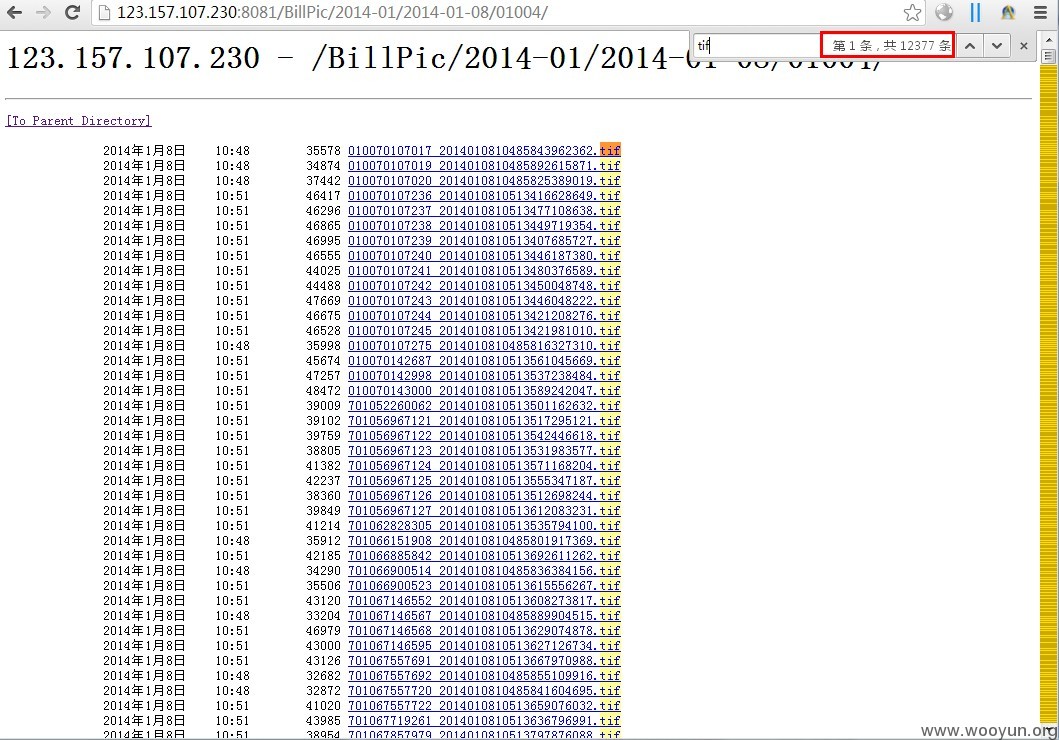 123.157.107.230:8081/BillPic/2014-01/2014-01-08/01004/
tif 第 1 条，共 12377 条
123.157.107.230 - /BillPic/2014-01/2014-01-08/01004/
[To Parent Directory]
2014年1月8日 10:48 35578 010070107017_2014010810485843962362.tif
2014年1月8日 10:48 34874 010070107019_2014010810485892615871.tif
2014年1月8日 10:48 37442 010070107020_2014010810485825389019.tif
2014年1月8日 10:51 46417 010070107236_2014010810513416628649.tif
2014年1月8日 10:51 46296 010070107237_2014010810513477108638.tif
2014年1月8日 10:51 46865 010070107238_2014010810513449719354.tif
2014年1月8日 10:51 46995 010070107239_2014010810513407685727.tif
2014年1月8日 10:51 46555 010070107240_2014010810513446187380.tif
2014年1月8日 10:51 44025 010070107241_2014010810513480376589.tif
2014年1月8日 10:51 44488 010070107242_2014010810513450048748.tif
2014年1月8日 10:51 47669 010070107243_2014010810513446048222.tif
2014年1月8日 10:51 46675 010070107244_2014010810513421208276.tif
2014年1月8日 10:51 46528 010070107245_2014010810513421981010.tif
2014年1月8日 10:48 35998 010070107275_2014010810485816327310.tif
2014年1月8日 10:51 45674 010070142687_2014010810513561045669.tif
2014年1月8日 10:51 47257 010070142998_2014010810513537238484.tif
2014年1月8日 10:51 48472 010070143000_2014010810513589242047.tif
2014年1月8日 10:51 39009 701052260062_2014010810513501162632.tif
2014年1月8日 10:51 39102 701056967121_2014010810513517295121.tif
2014年1月8日 10:51 39759 701056967122_2014010810513542446618.tif
2014年1月8日 10:51 38805 701056967123_2014010810513531983577.tif
2014年1月8日 10:51 41382 701056967124_2014010810513571168204.tif
2014年1月8日 10:51 42237 701056967125_2014010810513555347187.tif
2014年1月8日 10:51 38360 701056967126_2014010810513512698244.tif
2014年1月8日 10:51 39849 701056967127_2014010810513612083231.tif
2014年1月8日 10:51 41214 701062828305_2014010810513535794100.tif
2014年1月8日 10:48 35912 701066151908_2014010810485801917369.tif
2014年1月8日 10:51 42185 701066885842_2014010810513692611262.tif
2014年1月8日 10:48 34290 701066900514_2014010810485836384156.tif
2014年1月8日 10:51 35506 701066900523_2014010810513615556267.tif
2014年1月8日 10:51 43120 701067146552_2014010810513608273817.tif
2014年1月8日 10:48 33204 701067146567_2014010810485889904515.tif
2014年1月8日 10:51 46979 701067146568_2014010810513629074878.tif
2014年1月8日 10:51 43000 701067146595_2014010810513627126734.tif
2014年1月8日 10:51 43126 701067557691_2014010810513667970988.tif
2014年1月8日 10:48 32682 701067557692_2014010810485855109916.tif
2014年1月8日 10:48 32872 701067557720_2014010810485841604695.tif
2014年1月8日 10:51 41020 701067557722_2014010810513659076032.tif
2014年1月8日 10:51 43985 701067719261_2014010810513636796991.tif
2014年1月8日 10:51 38954 701067857979_2014010810513797876088.tif
www.wooyun.org